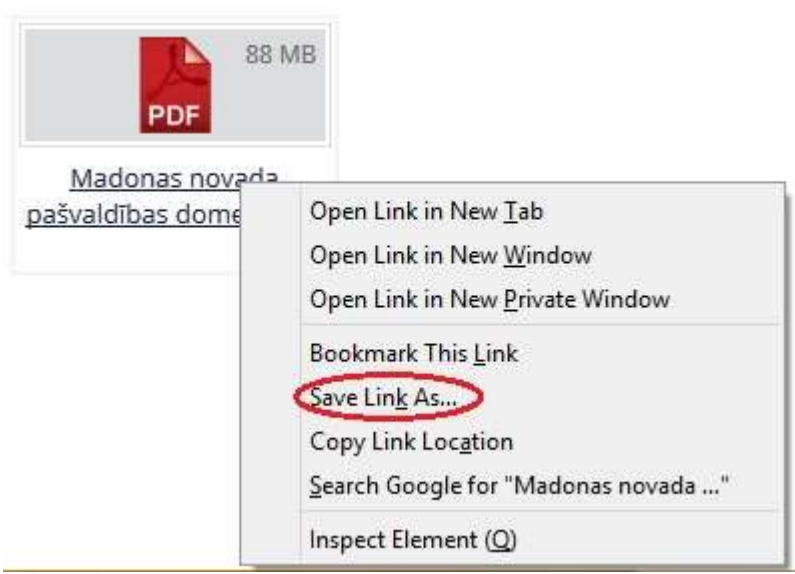 88 MB
PDF
Madonas novada
pašvaldības dome
Open Link in New Tab
Open Link in New Window
Open Link in New Private Window
Bookmark This Link
Save Link As...
Copy Link Location
Search Google for "Madonas novada ..."
Inspect Element (Q)